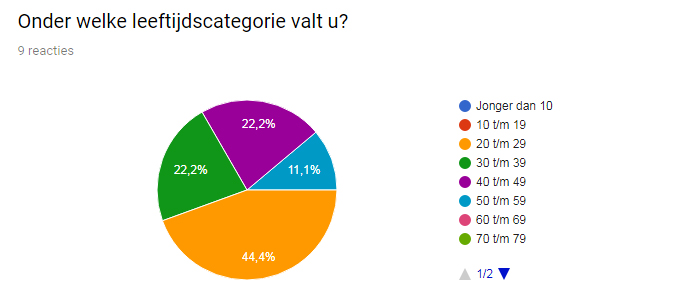 Onder welke leeftijdscategorie valt u?
9 reacties
22,2%
22,2%
11,1%
44,4%
Jonger dan 10
10 t/m 19
20 t/m 29
30 t/m 39
40 t/m 49
50 t/m 59
60 t/m 69
70 t/m 79
1/2